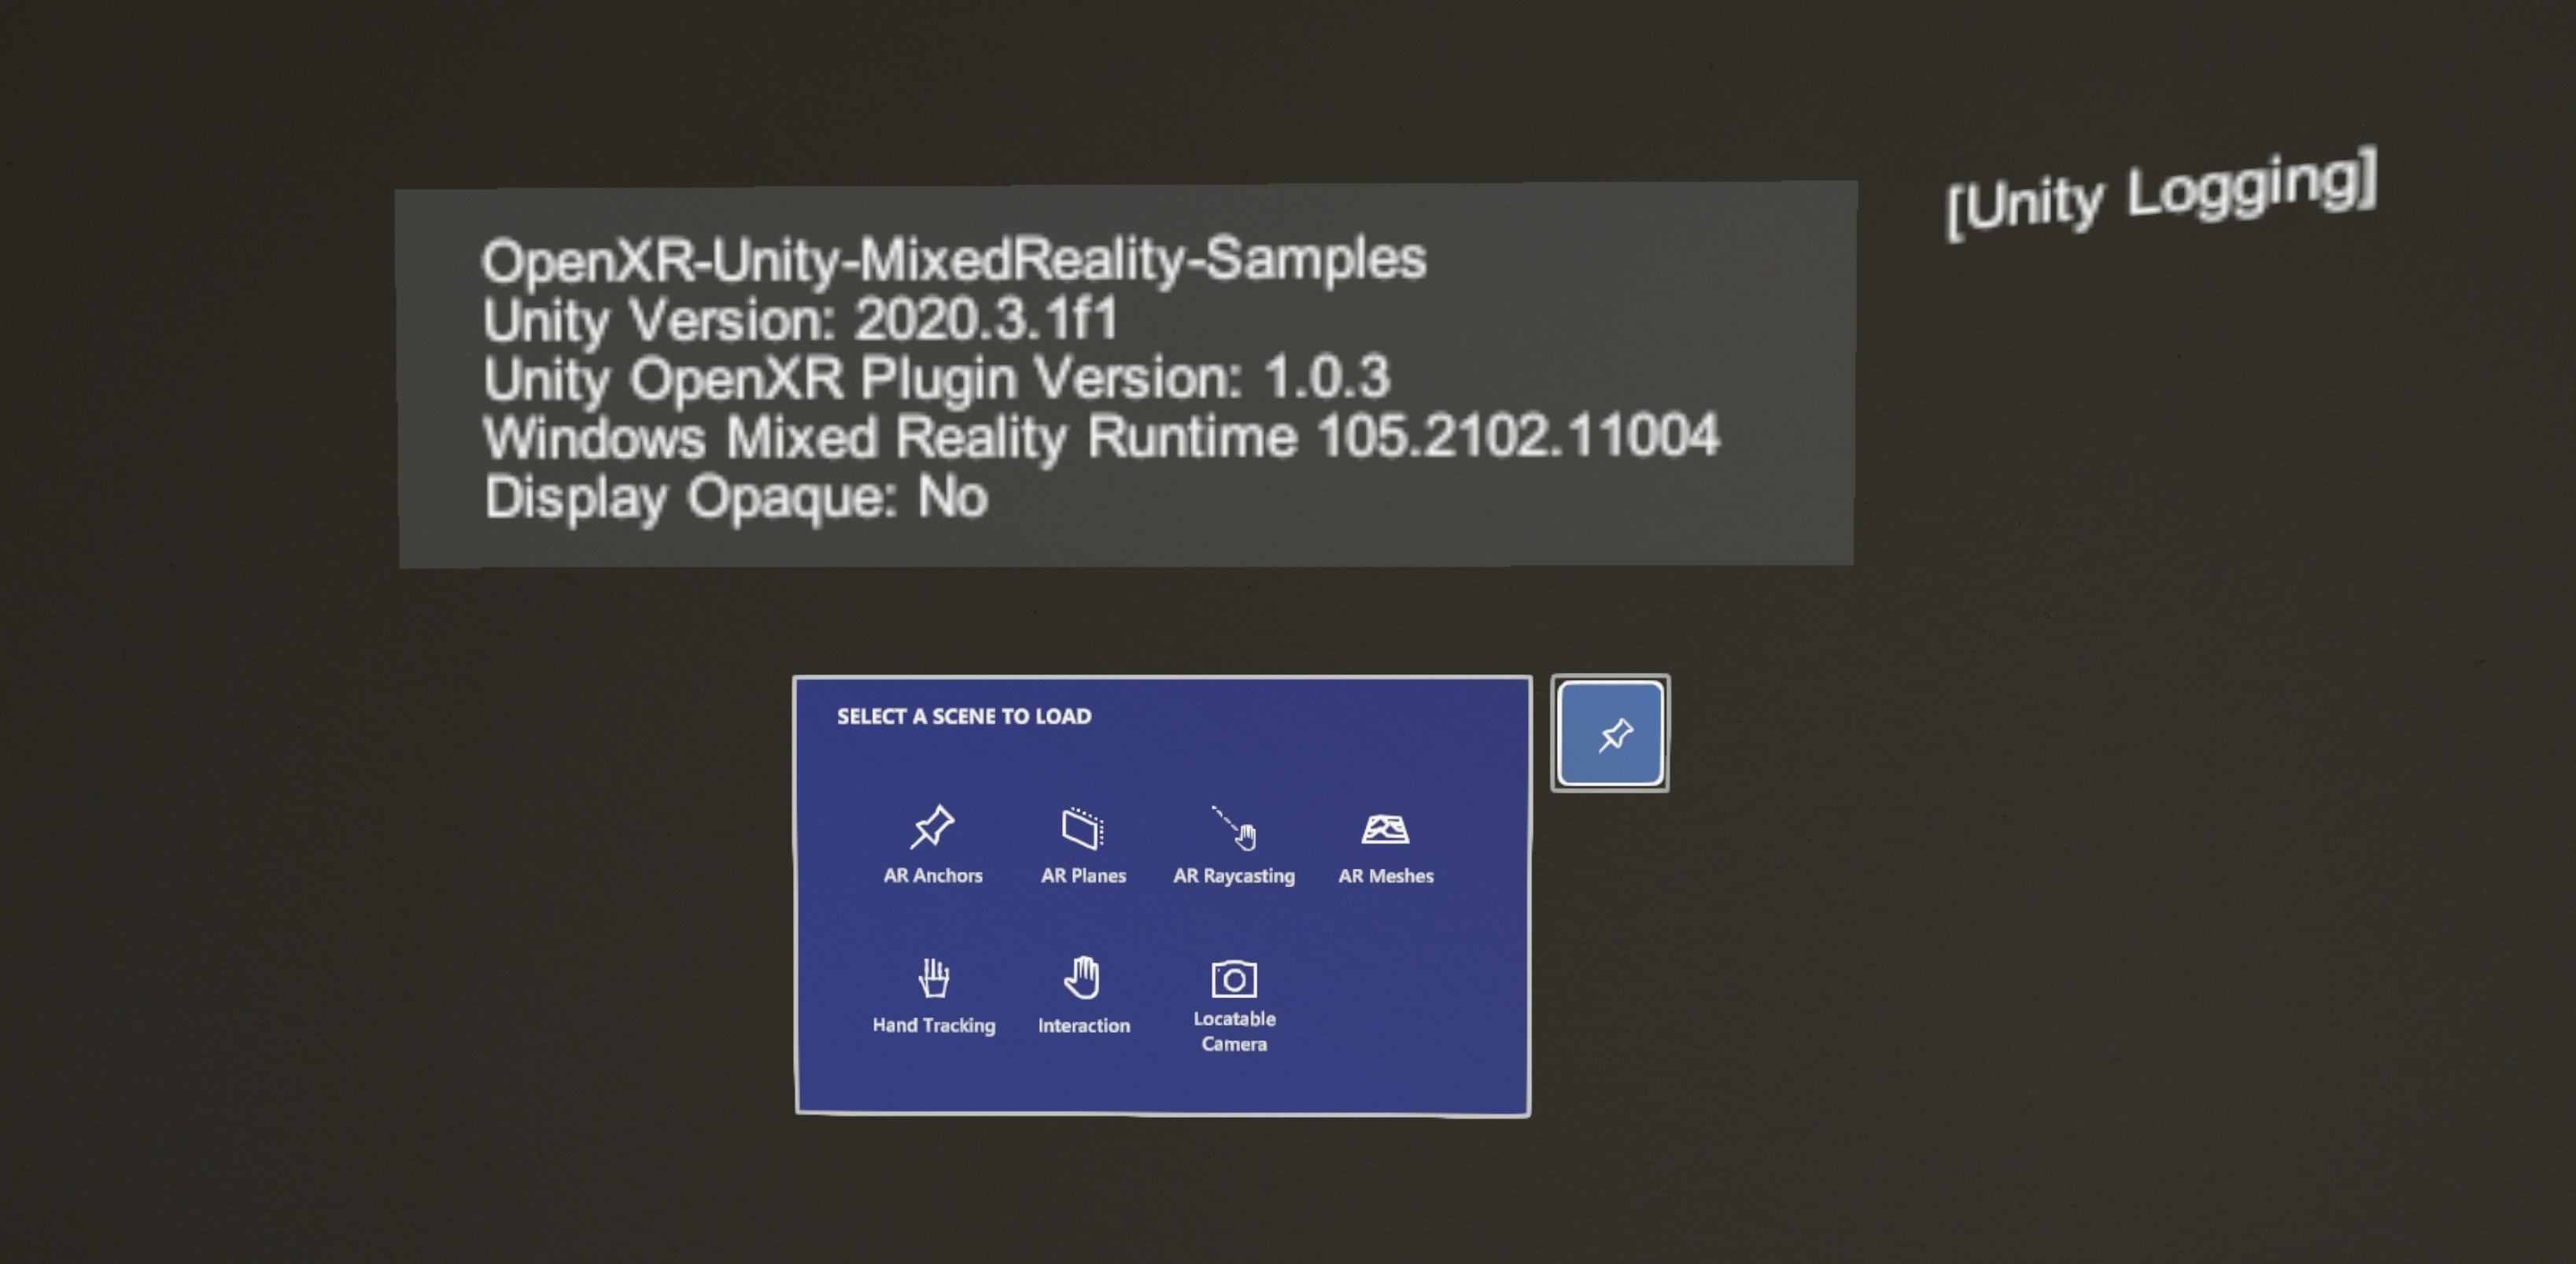 OpenXR-Unity-MixedReality-Samples
Unity Version: 2020.3.1f1
Unity OpenXR Plugin Version: 1.0.3
Windows Mixed Reality Runtime 105.2102.11004
Display Opaque: No
[Unity Logging]
SELECT A SCENE TO LOAD
AR Anchors
AR Planes
AR Raycasting
AR Meshes
Hand Tracking
Interaction
Locatable
Camera